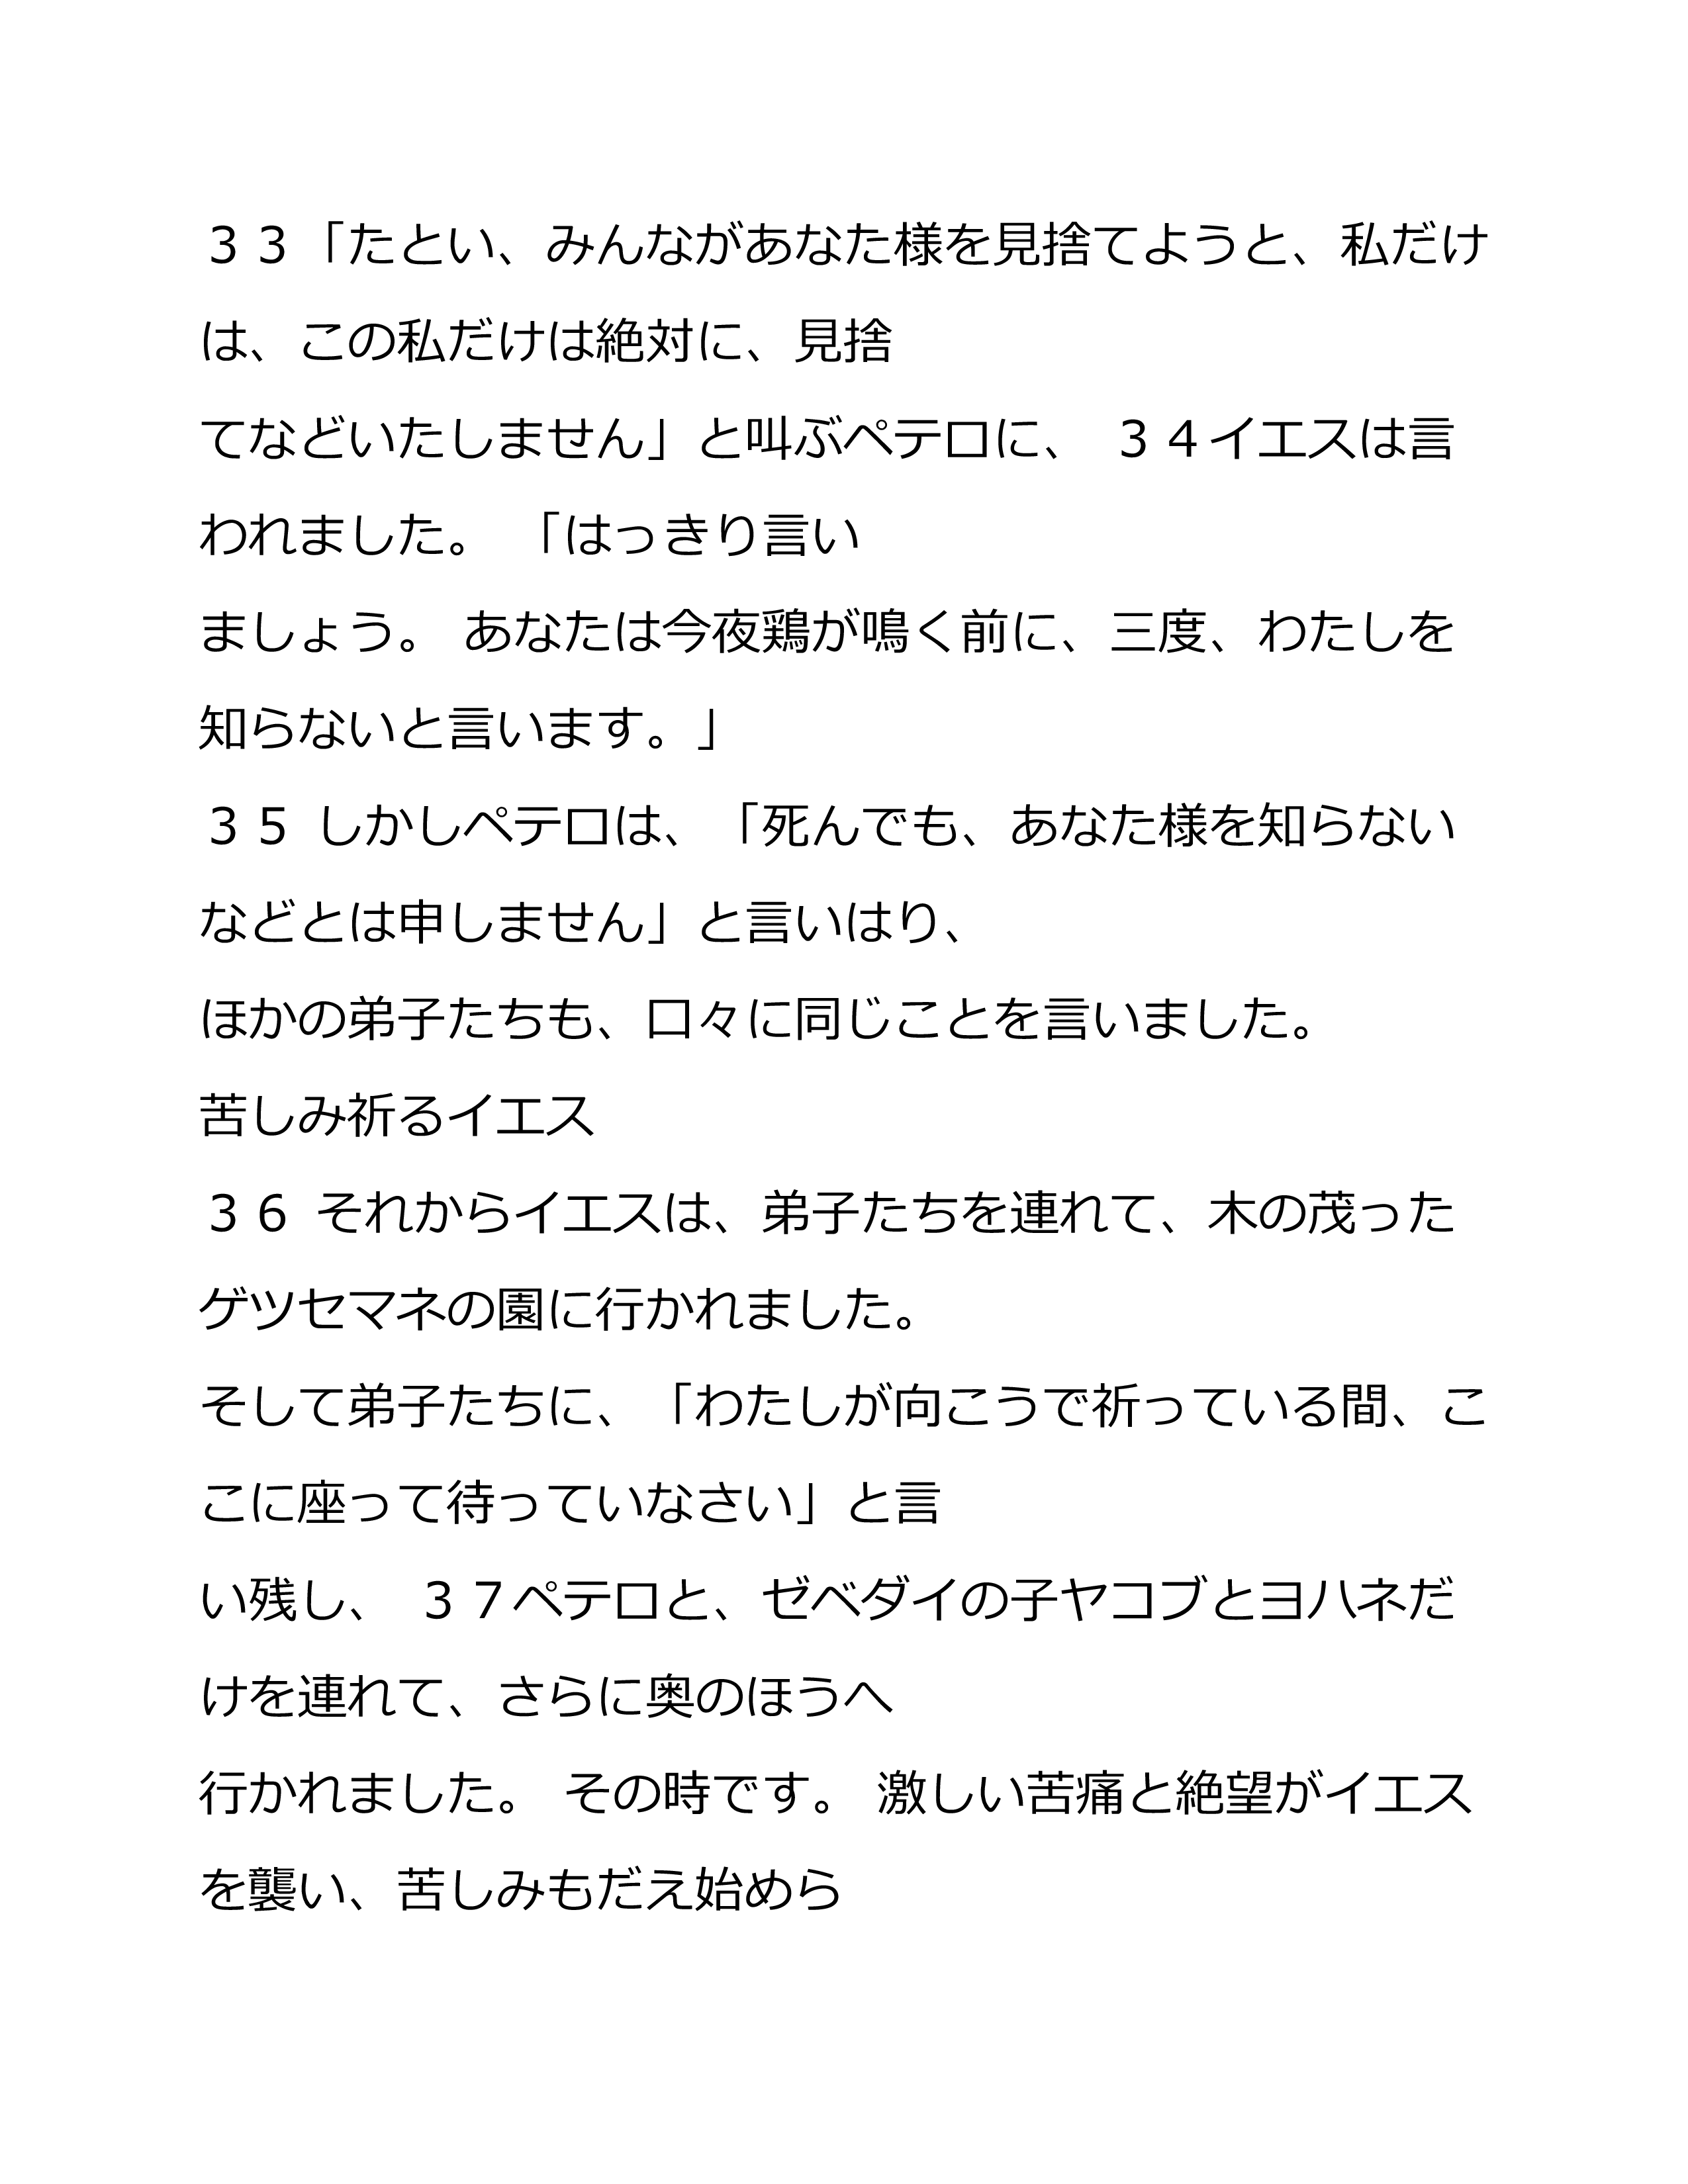 ３３「たとい、みんながあなた様を見捨てようと、私だけ
は、この私だけは絶対に、見捨
てなどいたしません」と叫ぶペテロに、 ３４イエスは言
われました。 「はっきり言い
ましょう。 あなたは今夜鶏が鳴く前に、三度、わたしを
知らないと言います。」
３５ しかしペテロは、「死んでも、あなた様を知らない
などとは申しません」と言いはり、
ほかの弟子たちも、口々に同じことを言いました。
苦しみ祈るイエス
３６ それからイエスは、弟子たちを連れて、木の茂った
ゲツセマネの園に行かれました。
そして弟子たちに、「わたしが向こうで祈っている間、こ
こに座って待っていなさい」と言
い残し、 ３７ペテロと、ゼベダイの子ヤコブとヨハネだ
けを連れて、さらに奥のほうへ
行かれました。 その時です。 激しい苦痛と絶望がイエス
を襲い、苦しみもだえ始めら